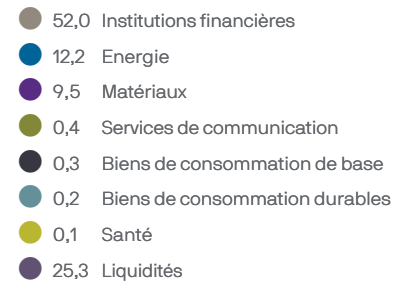 52,0 Institutions financières
12,2 Energie
9,5 Matériaux
0,4 Services de communication
0,3 Biens de consommation de base
0,2 Biens de consommation durables
0,1 Santé
25,3 Liquidités